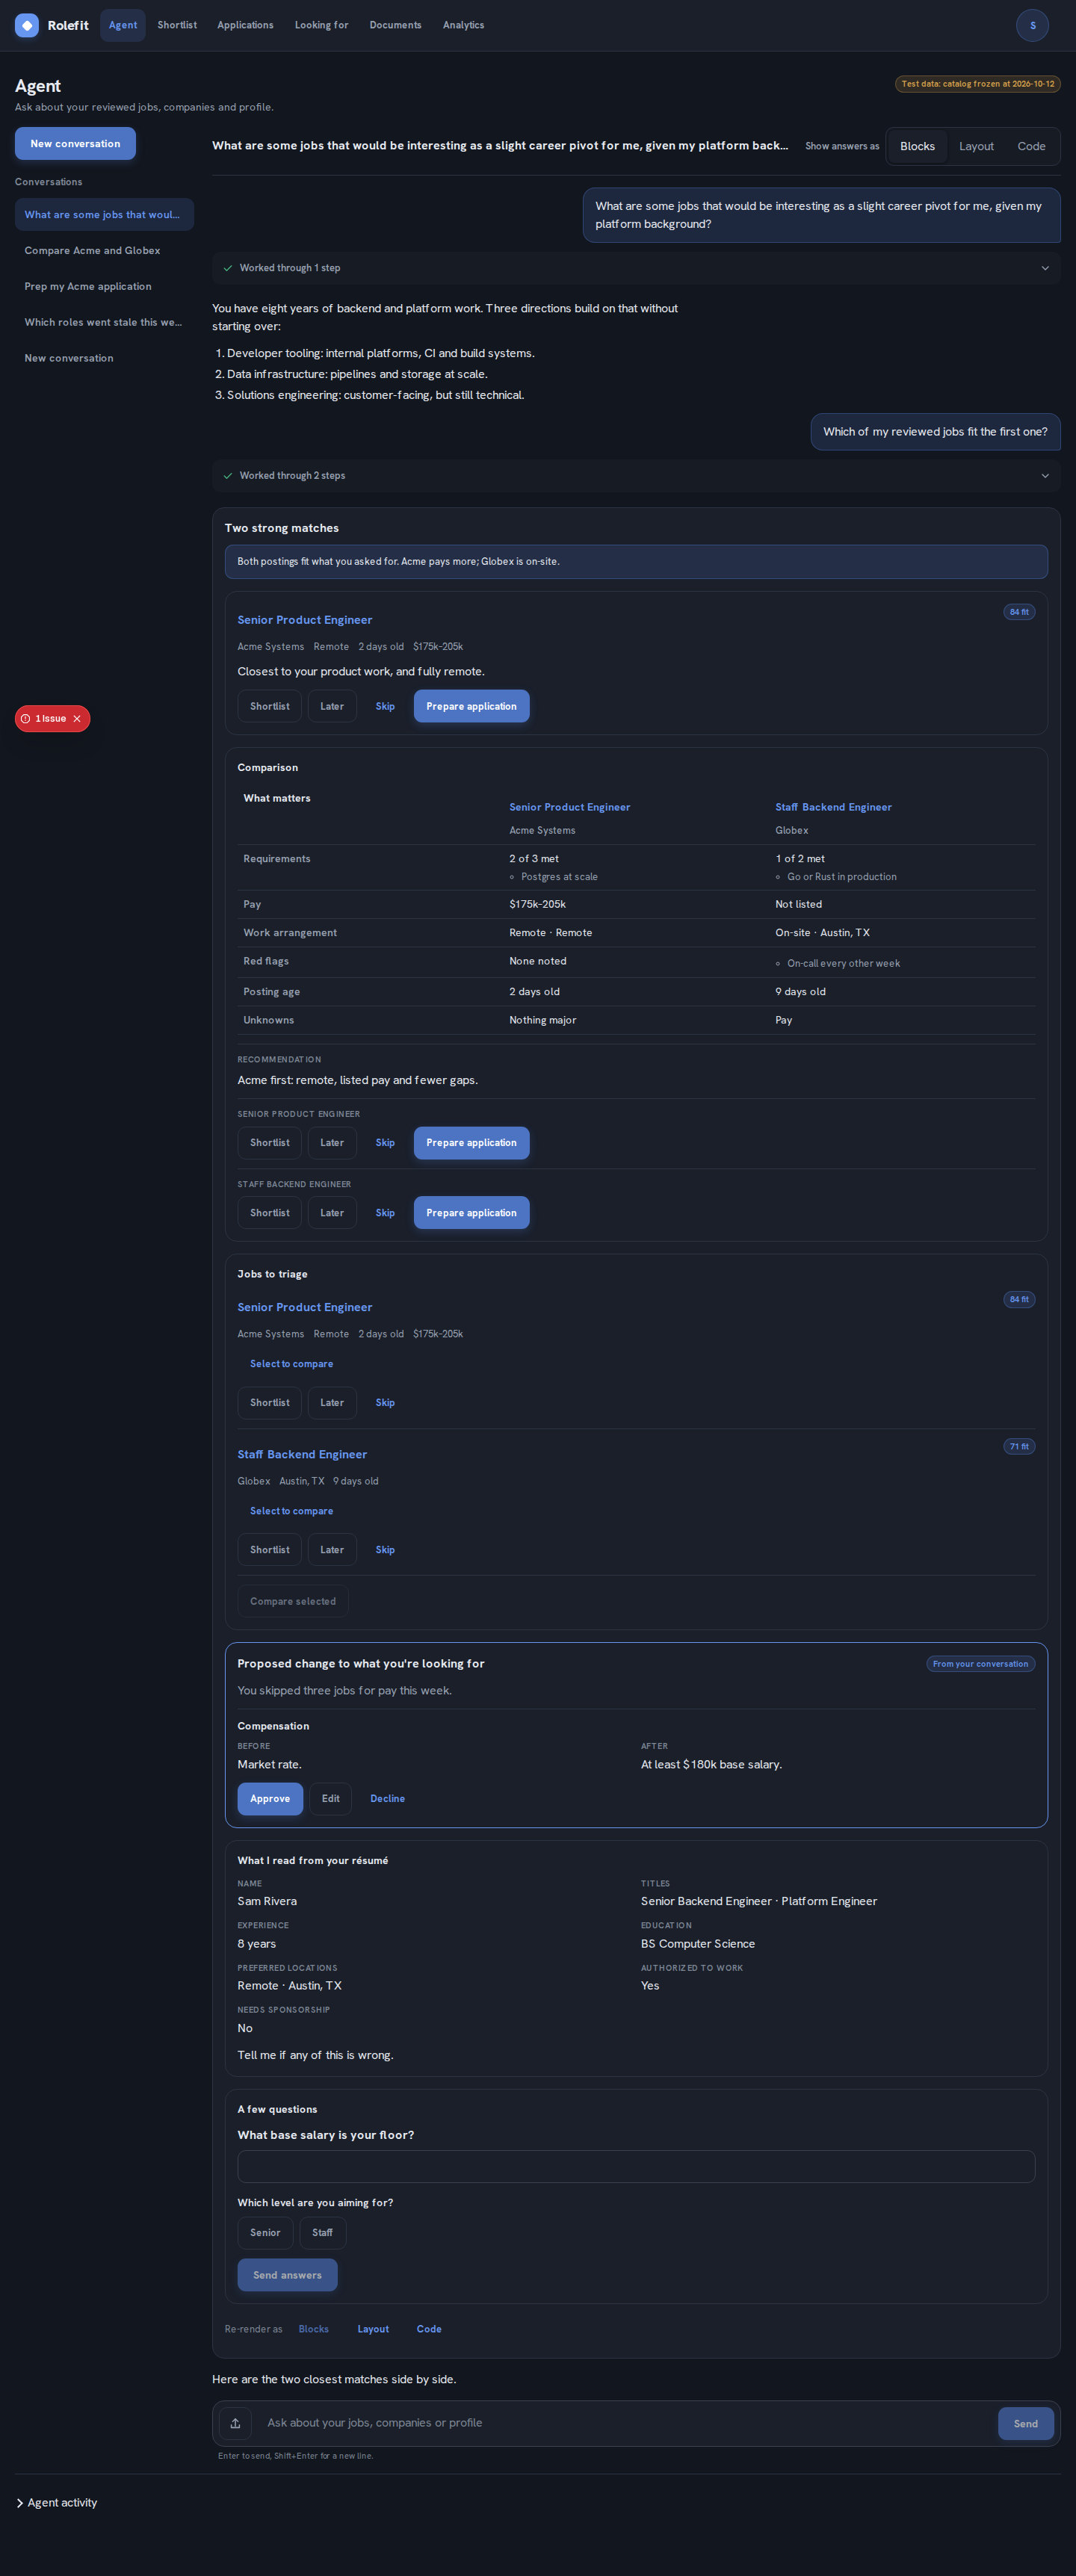 Rolefit
Agent
Shortlist
Applications
Looking for
Documents
Analytics
S
Agent
Ask about your reviewed jobs, companies and profile.
Test data: catalog frozen at 2026-10-12
New conversation
Conversations
What are some jobs that woul...
Compare Acme and Globex
Prep my Acme application
Which roles went stale this we...
New conversation
1 Issue
What are some jobs that would be interesting as a slight career pivot for me, given my platform back...
Show answers as
Blocks
Layout
Code
What are some jobs that would be interesting as a slight career pivot for me, given my
platform background?
Worked through 1 step
You have eight years of backend and platform work. Three directions build on that without
starting over:
1. Developer tooling: internal platforms, CI and build systems.
2. Data infrastructure: pipelines and storage at scale.
3. Solutions engineering: customer-facing, but still technical.
Which of my reviewed jobs fit the first one?
Worked through 2 steps
Two strong matches
Both postings fit what you asked for. Acme pays more; Globex is on-site.
Senior Product Engineer
84 fit
Acme Systems Remote 2 days old $175k–205k
Closest to your product work, and fully remote.
Shortlist Later Skip Prepare application
Comparison
What matters
Senior Product Engineer
Acme Systems
Staff Backend Engineer
Globex
Requirements
2 of 3 met
Postgres at scale
1 of 2 met
Go or Rust in production
Pay $175k–205k Not listed
Work arrangement Remote · Remote On-site · Austin, TX
Red flags None noted On-call every other week
Posting age 2 days old 9 days old
Unknowns Nothing major Pay
RECOMMENDATION
Acme first: remote, listed pay and fewer gaps.
SENIOR PRODUCT ENGINEER
Shortlist Later Skip Prepare application
STAFF BACKEND ENGINEER
Shortlist Later Skip Prepare application
Jobs to triage
Senior Product Engineer
84 fit
Acme Systems Remote 2 days old $175k–205k
Select to compare
Shortlist Later Skip
Staff Backend Engineer
71 fit
Globex Austin, TX 9 days old
Select to compare
Shortlist Later Skip
Compare selected
Proposed change to what you're looking for
From your conversation
You skipped three jobs for pay this week.
Compensation
BEFORE
Market rate.
AFTER
At least $180k base salary.
Approve Edit Decline
What I read from your résumé
NAME
Sam Rivera
TITLES
Senior Backend Engineer · Platform Engineer
EXPERIENCE
8 years
EDUCATION
BS Computer Science
PREFERRED LOCATIONS
Remote · Austin, TX
AUTHORIZED TO WORK
Yes
NEEDS SPONSORSHIP
No
Tell me if any of this is wrong.
A few questions
What base salary is your floor?
Which level are you aiming for?
Senior Staff
Send answers
Re-render as Blocks Layout Code
Here are the two closest matches side by side.
Ask about your jobs, companies or profile
Send
Enter to send, Shift+Enter for a new line.
Agent activity